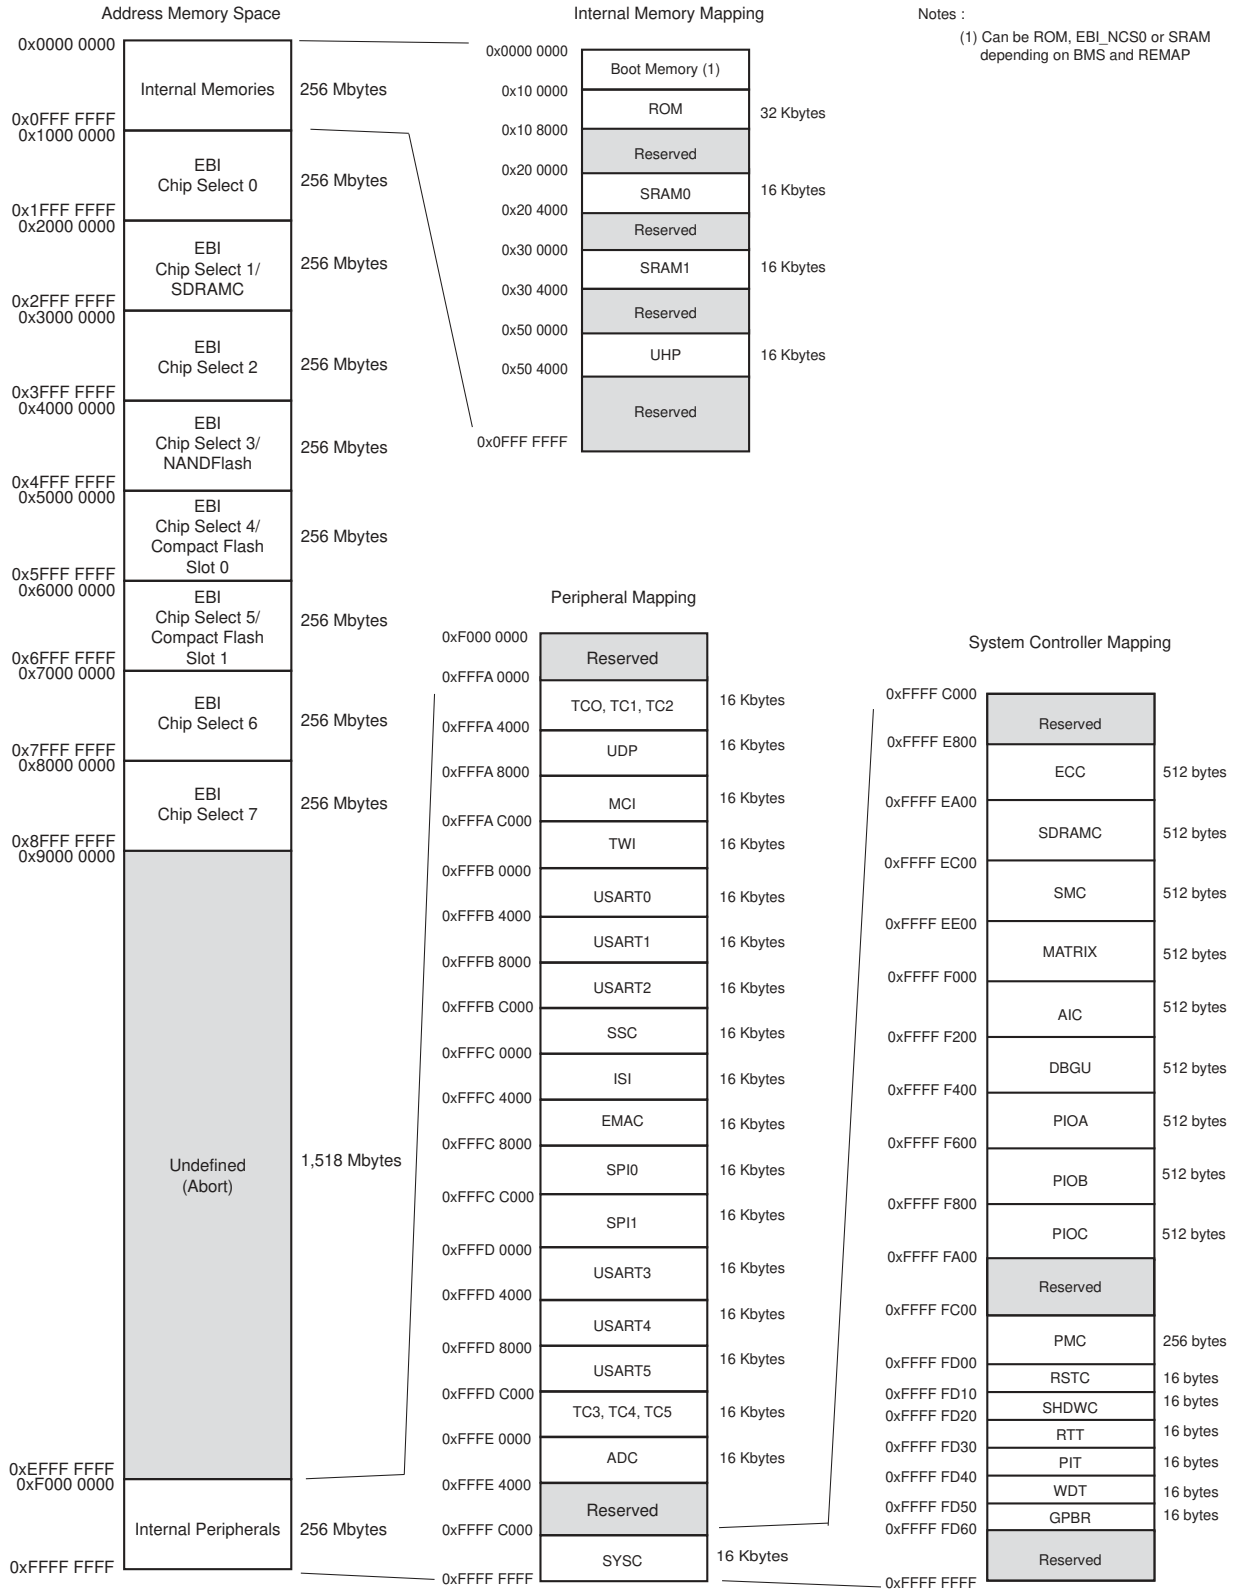 Address Memory Space
0x0000 0000
Internal Memories
256 Mbytes
0x0FFF FFFF
0x1000 0000
EBI
Chip Select 0
256 Mbytes
0x1FFF FFFF
0x2000 0000
EBI
Chip Select 1/
SDRAMC
256 Mbytes
0x2FFF FFFF
0x3000 0000
EBI
Chip Select 2
256 Mbytes
0x3FFF FFFF
0x4000 0000
EBI
Chip Select 3/
NANDFlash
256 Mbytes
0x4FFF FFFF
0x5000 0000
EBI
Chip Select 4/
Compact Flash
Slot 0
256 Mbytes
0x5FFF FFFF
0x6000 0000
EBI
Chip Select 5/
Compact Flash
Slot 1
256 Mbytes
0x6FFF FFFF
0x7000 0000
EBI
Chip Select 6
256 Mbytes
0x7FFF FFFF
0x8000 0000
EBI
Chip Select 7
256 Mbytes
0x8FFF FFFF
0x9000 0000
Undefined
(Abort)
1,518 Mbytes
0xEFFF FFFF
0xF000 0000
Internal Peripherals
256 Mbytes
0xFFFF FFFF
Internal Memory Mapping
0x0000 0000
Boot Memory (1)
0x10 0000
ROM
32 Kbytes
0x10 8000
Reserved
0x20 0000
SRAM0
16 Kbytes
0x20 4000
Reserved
0x30 0000
SRAM1
16 Kbytes
0x30 4000
Reserved
0x50 0000
UHP
16 Kbytes
0x50 4000
Reserved
0x0FFF FFFF
Notes :
(1) Can be ROM, EBI_NCS0 or SRAM
depending on BMS and REMAP
Peripheral Mapping
0xF000 0000
Reserved
0xFFFA 0000
TCO, TC1, TC2
16 Kbytes
0xFFFA 4000
UDP
16 Kbytes
0xFFFA 8000
MCI
16 Kbytes
0xFFFA C000
TWI
16 Kbytes
0xFFFB 0000
USART0
16 Kbytes
0xFFFB 4000
USART1
16 Kbytes
0xFFFB 8000
USART2
16 Kbytes
0xFFFB C000
SSC
16 Kbytes
0xFFFC 0000
ISI
16 Kbytes
0xFFFC 4000
EMAC
16 Kbytes
0xFFFC 8000
SPI0
16 Kbytes
0xFFFC C000
SPI1
16 Kbytes
0xFFFD 0000
USART3
16 Kbytes
0xFFFD 4000
USART4
16 Kbytes
0xFFFD 8000
USART5
16 Kbytes
0xFFFD C000
TC3, TC4, TC5
16 Kbytes
0xFFFE 0000
ADC
16 Kbytes
0xFFFE 4000
Reserved
0xFFFF C000
SYSC
16 Kbytes
0xFFFF FFFF
System Controller Mapping
0xFFFF C000
Reserved
0xFFFF E800
ECC
512 bytes
0xFFFF EA00
SDRAMC
512 bytes
0xFFFF EC00
SMC
512 bytes
0xFFFF EE00
MATRIX
512 bytes
0xFFFF F000
AIC
512 bytes
0xFFFF F200
DBGU
512 bytes
0xFFFF F400
PIOA
512 bytes
0xFFFF F600
PIOB
512 bytes
0xFFFF F800
PIOC
512 bytes
0xFFFF FA00
Reserved
0xFFFF FC00
PMC
256 bytes
0xFFFF FD00
RSTC
16 bytes
0xFFFF FD10
SHDWC
16 bytes
0xFFFF FD20
RTT
16 bytes
0xFFFF FD30
PIT
16 bytes
0xFFFF FD40
WDT
16 bytes
0xFFFF FD50
GPBR
16 bytes
0xFFFF FD60
Reserved
0xFFFF FFFF